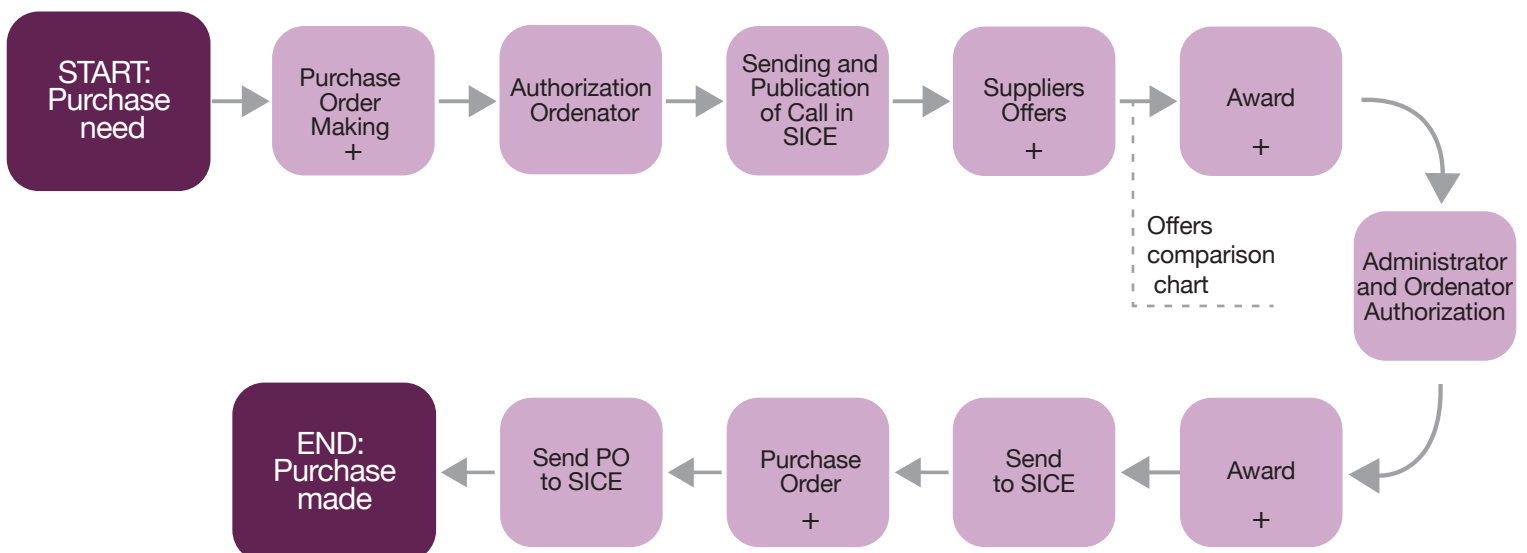 START:
Purchase
need
Purchase
Order
Making
+
Authorization
Ordenator
Sending and
Publication
of Call in
SICE
Suppliers
Offers
+
Award
+
Offers
comparison
chart
Administrator
and Ordenator
Authorization
Award
+
Send
to SICE
Purchase
Order
+
Send PO
to SICE
END:
Purchase
made